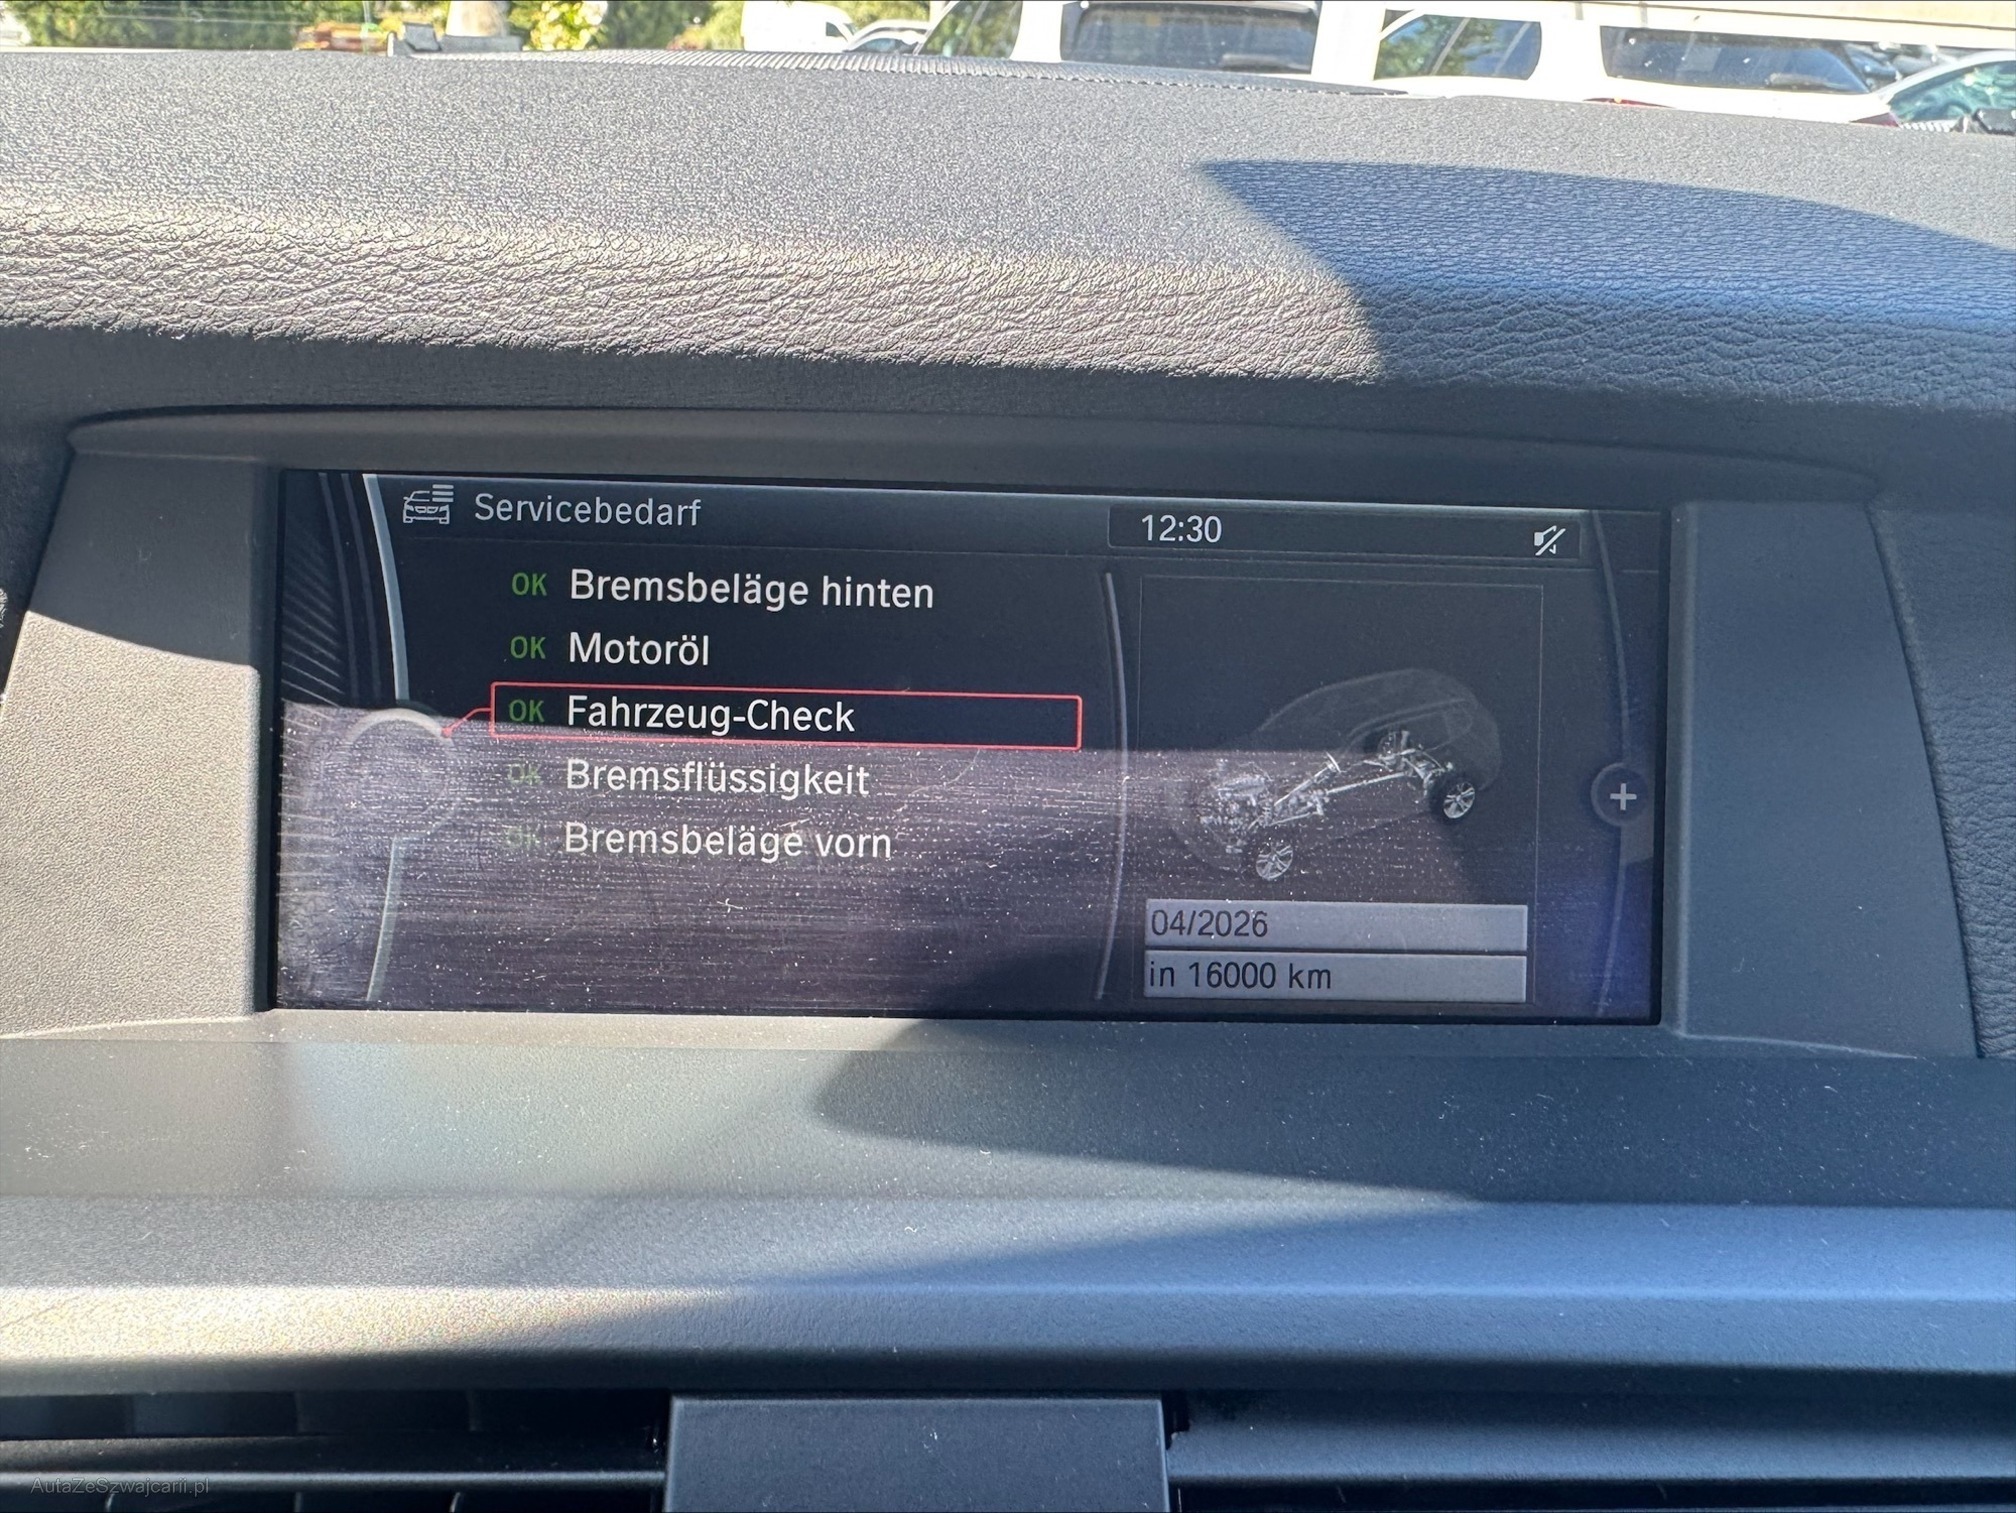 Servicebedarf
12:30
OK Bremsbeläge hinten
OK Motoröl
OK Fahrzeug-Check
OK Bremsflüssigkeit
OK Bremsbeläge vorn
04/2026
in 16000 km
AutaZeSzwajcarii.pl